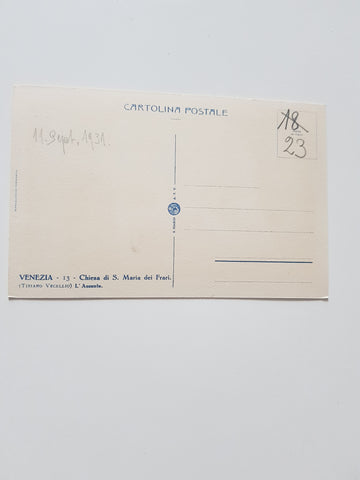 CARTOLINA POSTALE
11. Sept. 1931.
18
23
VENEZIA - 13 - Chiesa di S. Maria dei Frari.
(TIZIANO VECELLIO) L'Assunta.